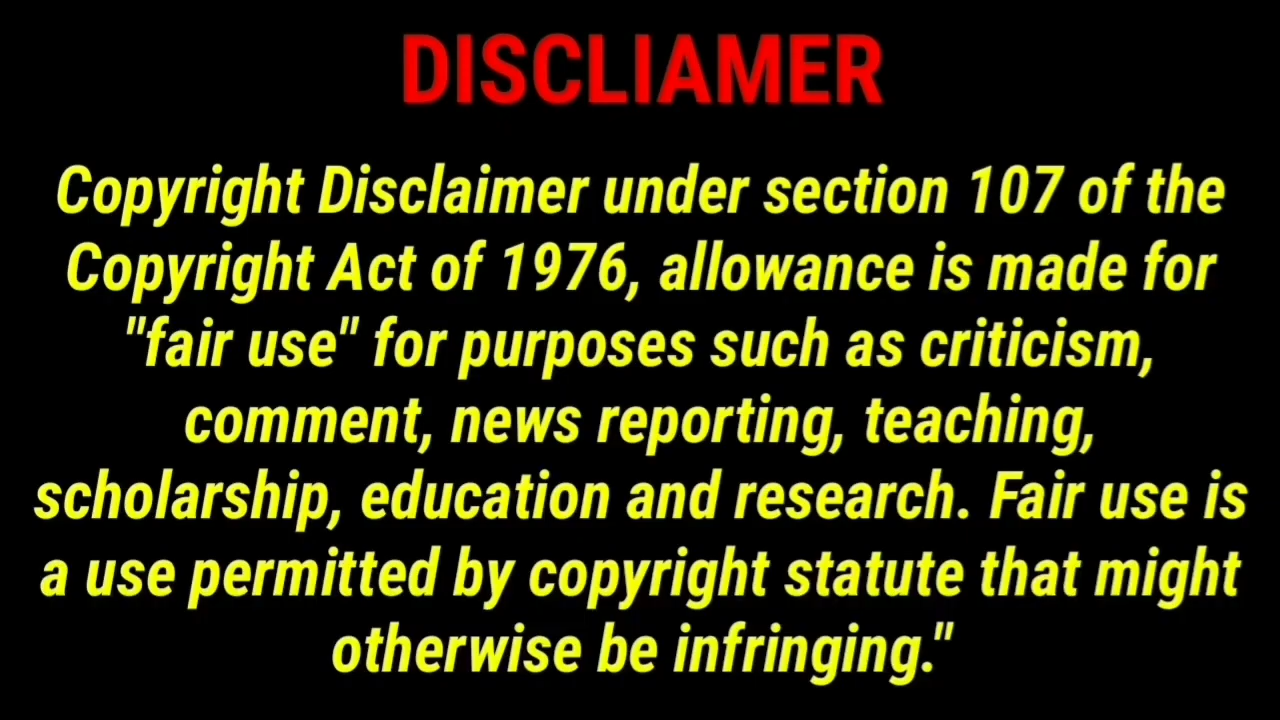 DISCLIAMER
Copyright Disclaimer under section 107 of the
Copyright Act of 1976, allowance is made for
"fair use" for purposes such as criticism,
comment, news reporting, teaching,
scholarship, education and research. Fair use is
a use permitted by copyright statute that might
otherwise be infringing."